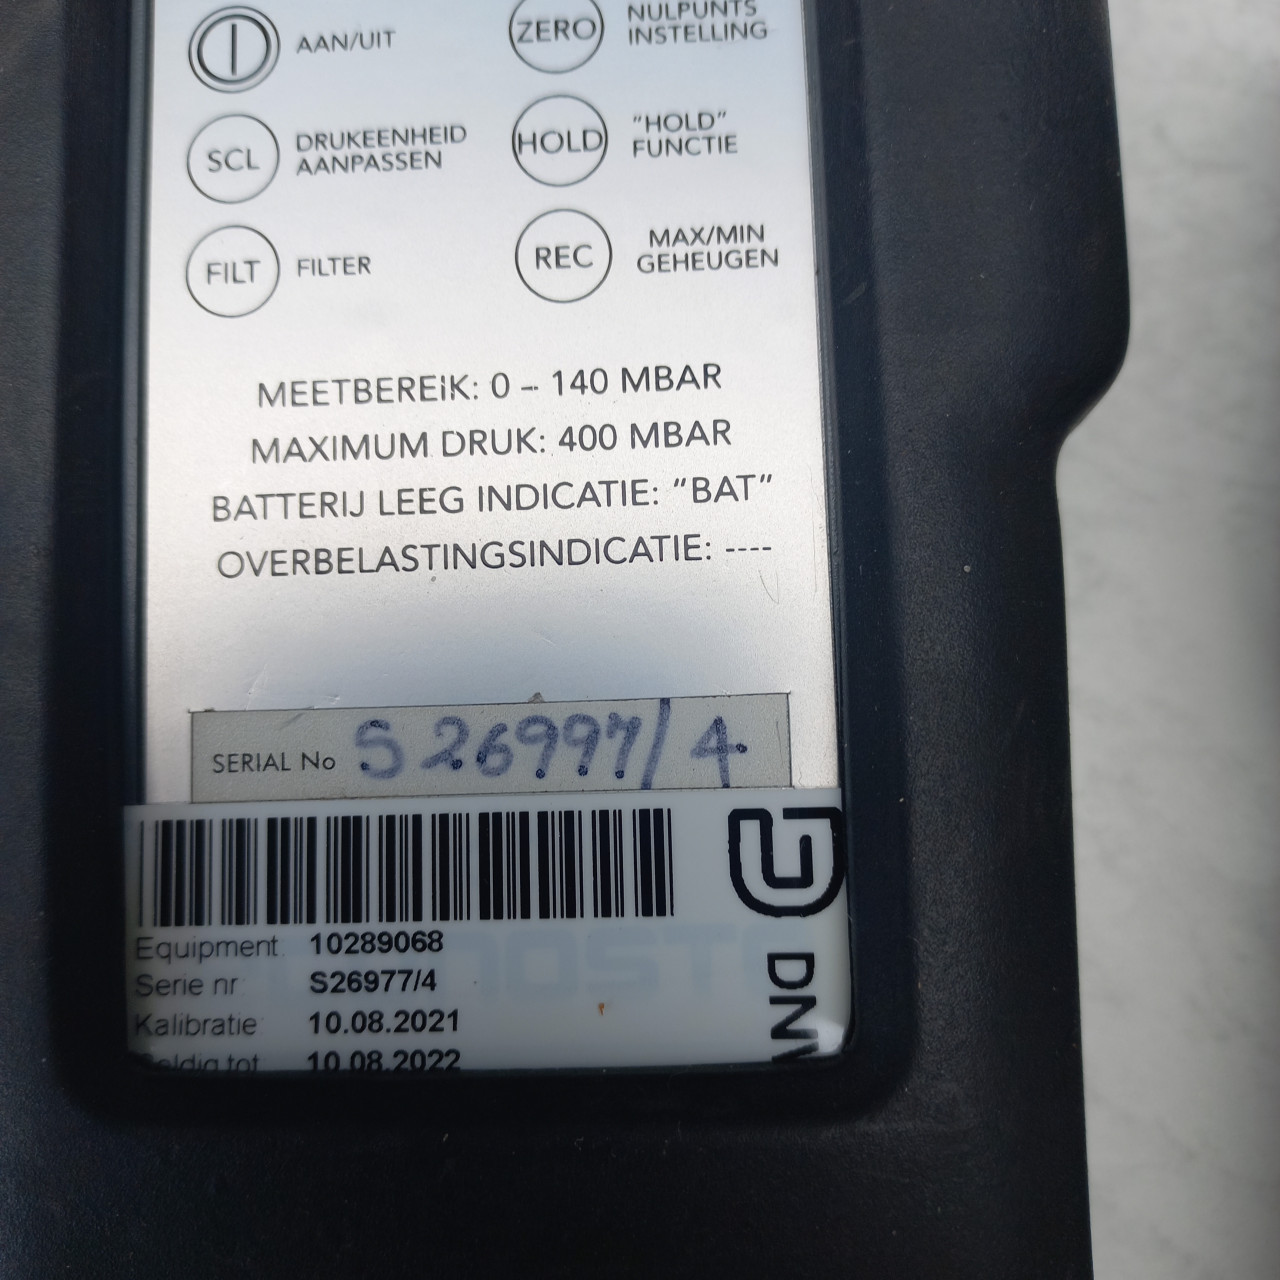 AAN/UIT
ZERO
NULPUNTS
INSTELLING
SCL
DRUKEENHEID
AANPASSEN
HOLD
"HOLD"
FUNCTIE
FILT
FILTER
REC
MAX/MIN
GEHEUGEN
MEETBEREIK: 0 – 140 MBAR
MAXIMUM DRUK: 400 MBAR
BATTERIJ LEEG INDICATIE: "BAT"
OVERBELASTINGSINDICATIE: ----
SERIAL No S26997/4
Equipment: 10289068
Serie nr S26977/4
Kalibratie: 10.08.2021
Geldig tot 10.08.2022